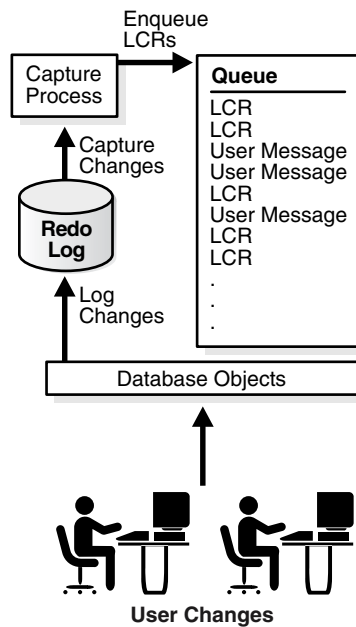 Enqueue
LCRs
Capture
Process
Queue
LCR
LCR
User Message
User Message
LCR
User Message
LCR
LCR
.
.
.
Capture
Changes
Redo
Log
Log
Changes
Database Objects
User Changes